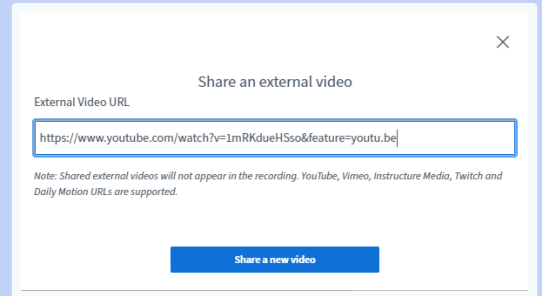 Share an external video
External Video URL
https://www.youtube.com/watch?v=1mRKdueHSso&feature=youtu.be
Note: Shared external videos will not appear in the recording. YouTube, Vimeo, Instructure Media, Twitch and
Daily Motion URLs are supported.
Share a new video